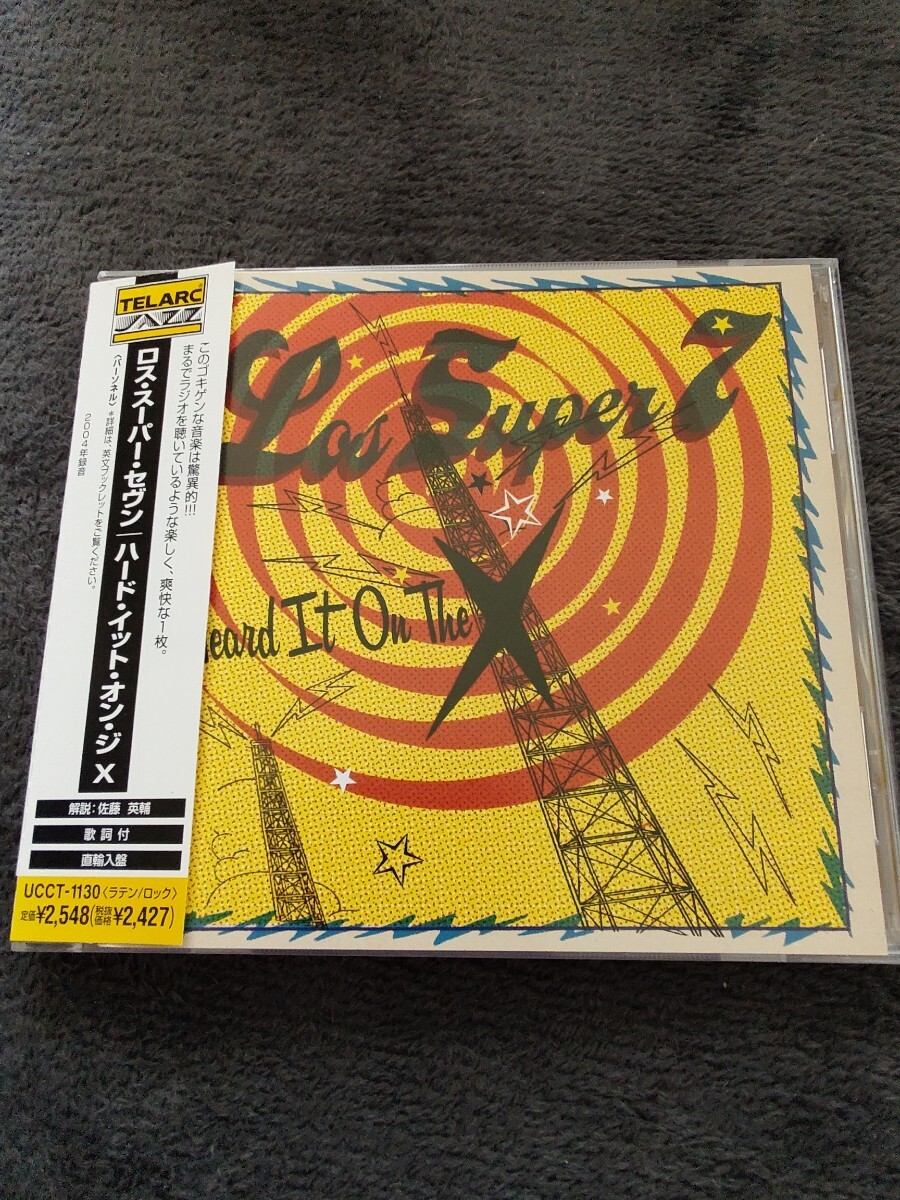 TELARC
JAZZ
このゴキゲンな音楽は驚異的!!!
まるでラジオを聴いているような楽しく、爽快な1枚。
ロス・スーパー・セヴン|ハード・イット・オン・ジ X
〈パーソネル〉 *詳細は、英文ブックレットをご覧ください。
2004年録音
解説:佐藤 英輔
歌詞付
直輸入盤
UCCT-1130〈ラテン/ロック〉
定価¥2,548(税抜価格¥2,427)
Los Super 7
eard It On The X